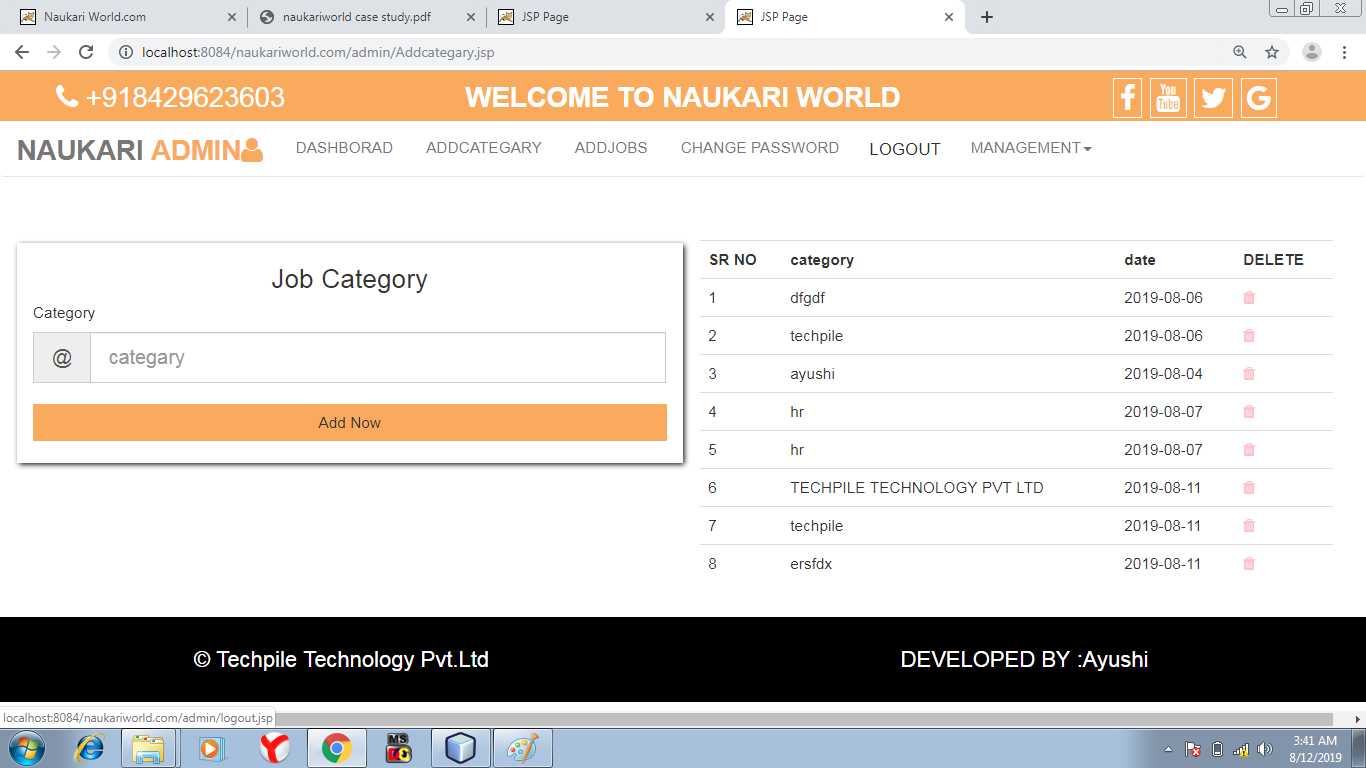 Naukari World.com
naukariworld case study.pdf
JSP Page
JSP Page
localhost:8084/naukariworld.com/admin/Addcategary.jsp
+918429623603
WELCOME TO NAUKARI WORLD
You Tube
G
NAUKARI ADMIN
DASHBORAD
ADDCATEGARY
ADDJOBS
CHANGE PASSWORD
LOGOUT
MANAGEMENT
Job Category
Category
@ categary
Add Now
SR NO category date DELETE
1 dfgdf 2019-08-06
2 techpile 2019-08-06
3 ayushi 2019-08-04
4 hr 2019-08-07
5 hr 2019-08-07
6 TECHPILE TECHNOLOGY PVT LTD 2019-08-11
7 techpile 2019-08-11
8 ersfdx 2019-08-11
© Techpile Technology Pvt.Ltd
DEVELOPED BY :Ayushi
localhost:8084/naukariworld.com/admin/logout.jsp
MS
3:41 AM
8/12/2019